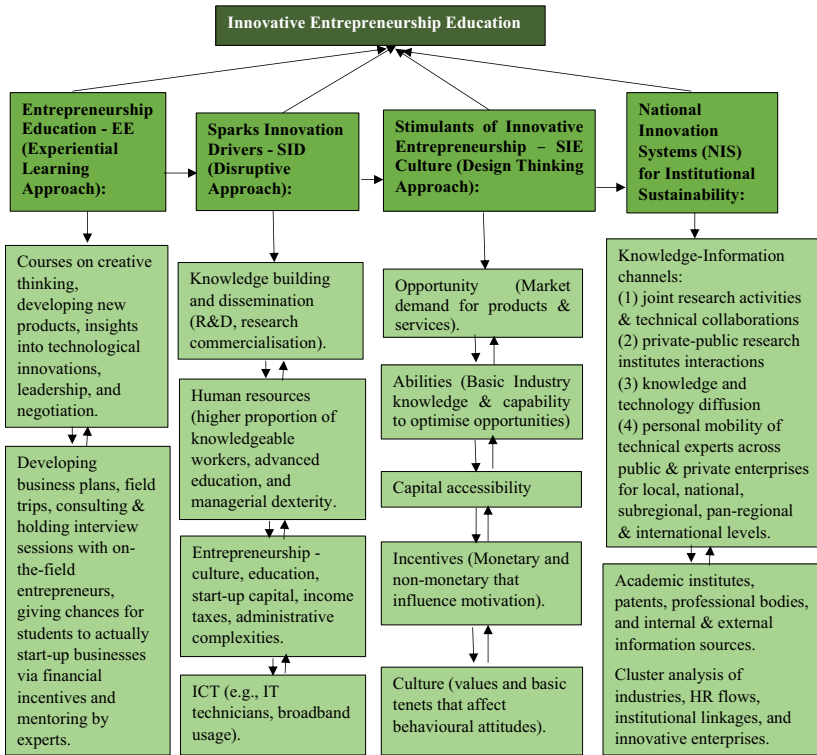 Innovative Entrepreneurship Education
Entrepreneurship
Education - EE
(Experiential
Learning
Approach):
Sparks Innovation
Drivers - SID
(Disruptive
Approach):
Stimulants of Innovative
Entrepreneurship – SIE
Culture (Design Thinking
Approach):
National
Innovation
Systems (NIS)
for Institutional
Sustainability:
Courses on creative
thinking,
developing new
products, insights
into technological
innovations,
leadership, and
negotiation.
Developing
business plans, field
trips, consulting &
holding interview
sessions with on-
the-field
entrepreneurs,
giving chances for
students to actually
start-up businesses
via financial
incentives and
mentoring by
experts.
Knowledge building
and dissemination
(R&D, research
commercialisation).
Human resources
(higher proportion of
knowledgeable
workers, advanced
education, and
managerial dexterity.
Entrepreneurship -
culture, education,
start-up capital, income
taxes, administrative
complexities.
ICT (e.g., IT
technicians, broadband
usage).
Opportunity (Market
demand for products &
services).
Abilities (Basic Industry
knowledge & capability
to optimise opportunities)
Capital accessibility
Incentives (Monetary and
non-monetary that
influence motivation).
Culture (values and basic
tenets that affect
behavioural attitudes).
Knowledge-Information
channels:
(1) joint research activities
& technical collaborations
(2) private-public research
institutes interactions
(3) knowledge and
technology diffusion
(4) personal mobility of
technical experts across
public & private enterprises
for local, national,
subregional, pan-regional
& international levels.
Academic institutes,
patents, professional bodies,
and internal & external
information sources.
Cluster analysis of
industries, HR flows,
institutional linkages, and
innovative enterprises.